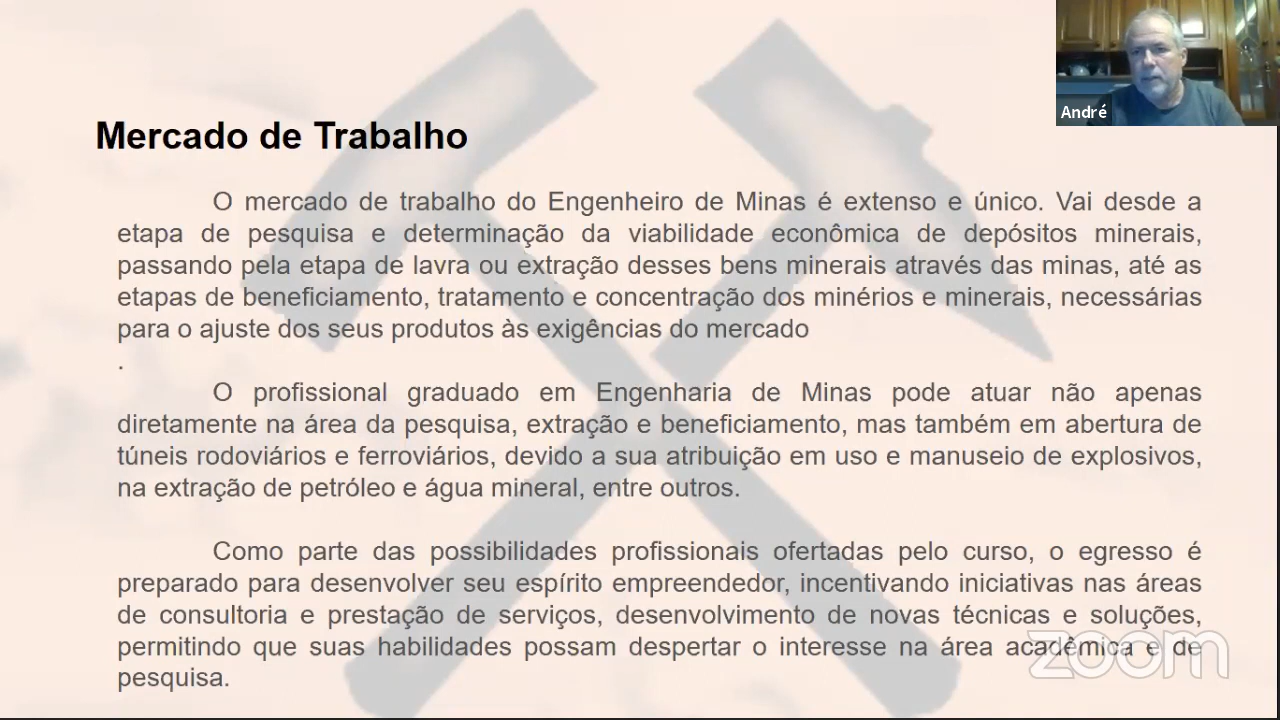 André
Mercado de Trabalho
O mercado de trabalho do Engenheiro de Minas é extenso e único. Vai desde a
etapa de pesquisa e determinação da viabilidade econômica de depósitos minerais,
passando pela etapa de lavra ou extração desses bens minerais através das minas, até as
etapas de beneficiamento, tratamento e concentração dos minérios e minerais, necessárias
para o ajuste dos seus produtos às exigências do mercado
.
O profissional graduado em Engenharia de Minas pode atuar não apenas
diretamente na área da pesquisa, extração e beneficiamento, mas também em abertura de
túneis rodoviários e ferroviários, devido a sua atribuição em uso e manuseio de explosivos,
na extração de petróleo e água mineral, entre outros.
Como parte das possibilidades profissionais ofertadas pelo curso, o egresso é
preparado para desenvolver seu espírito empreendedor, incentivando iniciativas nas áreas
de consultoria e prestação de serviços, desenvolvimento de novas técnicas e soluções,
permitindo que suas habilidades possam despertar o interesse na área acadêmica e de
pesquisa.
zoom